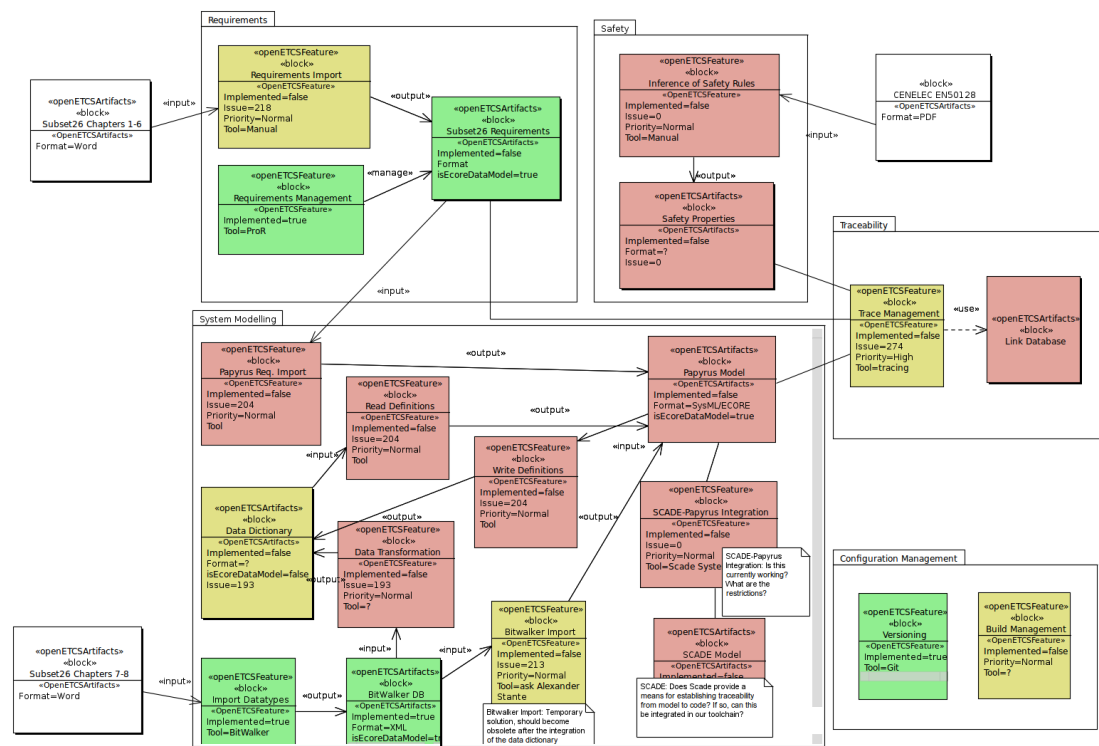 Requirements
«openETCSFeature»
«block»
Requirements Import
«OpenETCSFeature»
Implemented=false
Issue=218
Priority=Normal
Tool=Manual
«openETCSArtifacts»
«block»
Subset26 Chapters 1-6
«OpenETCSArtifacts»
Format=Word
«input»
«output»
«openETCSArtifacts»
«block»
Subset26 Requirements
«OpenETCSArtifacts»
Implemented=false
Format
isEcoreDataModel=true
«openETCSFeature»
«block»
Requirements Management
«OpenETCSFeature»
Implemented=true
Tool=ProR
«manage»
«input»
Safety
«openETCSFeature»
«block»
Inference of Safety Rules
«OpenETCSFeature»
Implemented=false
Issue=0
Priority=Normal
Tool=Manual
«block»
CENELEC EN50128
«OpenETCSArtifacts»
Format=PDF
«input»
«output»
«openETCSArtifacts»
«block»
Safety Properties
«OpenETCSArtifacts»
Implemented=false
Format=?
Issue=0
Traceability
«openETCSFeature»
«block»
Trace Management
«OpenETCSFeature»
Implemented=false
Issue=274
Priority=High
Tool=tracing
«use»
«openETCSArtifacts»
«block»
Link Database
System Modelling
«openETCSFeature»
«block»
Papyrus Req. Import
«OpenETCSFeature»
Implemented=false
Issue=204
Priority=Normal
Tool
«output»
«openETCSFeature»
«block»
Read Definitions
«OpenETCSFeature»
Implemented=false
Issue=204
Priority=Normal
Tool
«output»
«input»
«openETCSArtifacts»
«block»
Papyrus Model
«OpenETCSArtifacts»
Implemented=false
Format=SysML/ECORE
isEcoreDataModel=true
«input»
«openETCSFeature»
«block»
Write Definitions
«OpenETCSFeature»
Implemented=false
Issue=204
Priority=Normal
Tool
«output»
«output»
«openETCSFeature»
«block»
SCADE-Papyrus Integration
«OpenETCSFeature»
Implemented=false
Issue=0
Priority=Normal
Tool=Scade System
SCADE-Papyrus
Integration: Is this
currently working?
What are the
restrictions?
«openETCSArtifacts»
«block»
Data Dictionary
«OpenETCSArtifacts»
Implemented=false
Format=?
isEcoreDataModel=false
Issue=193
«output»
«openETCSFeature»
«block»
Data Transformation
«OpenETCSFeature»
Implemented=false
Issue=193
Priority=Normal
Tool=?
«input»
«input»
«openETCSFeature»
«block»
Bitwalker Import
«OpenETCSFeature»
Implemented=false
Issue=213
Priority=Normal
Tool=ask Alexander
Stante
Bitwalker Import: Temporary
solution, should become
obsolete after the integration
of the data dictionary
«openETCSArtifacts»
«block»
SCADE Model
«OpenETCSArtifacts»
Implemented=false
SCADE: Does Scade provide a
means for establishing traceability
from model to code? If so, can this
be integrated in our toolchain?
«openETCSArtifacts»
«block»
Subset26 Chapters 7-8
«OpenETCSArtifacts»
Format=Word
«input»
«openETCSFeature»
«block»
Import Datatypes
«OpenETCSFeature»
Implemented=true
Tool=BitWalker
«output»
«openETCSArtifacts»
«block»
BitWalker DB
«OpenETCSArtifacts»
Implemented=true
Format=XML
isEcoreDataModel=tr
Configuration Management
«openETCSFeature»
«block»
Versioning
«OpenETCSFeature»
Implemented=true
Tool=Git
«openETCSFeature»
«block»
Build Management
«OpenETCSFeature»
Implemented=false
Priority=Normal
Tool=?